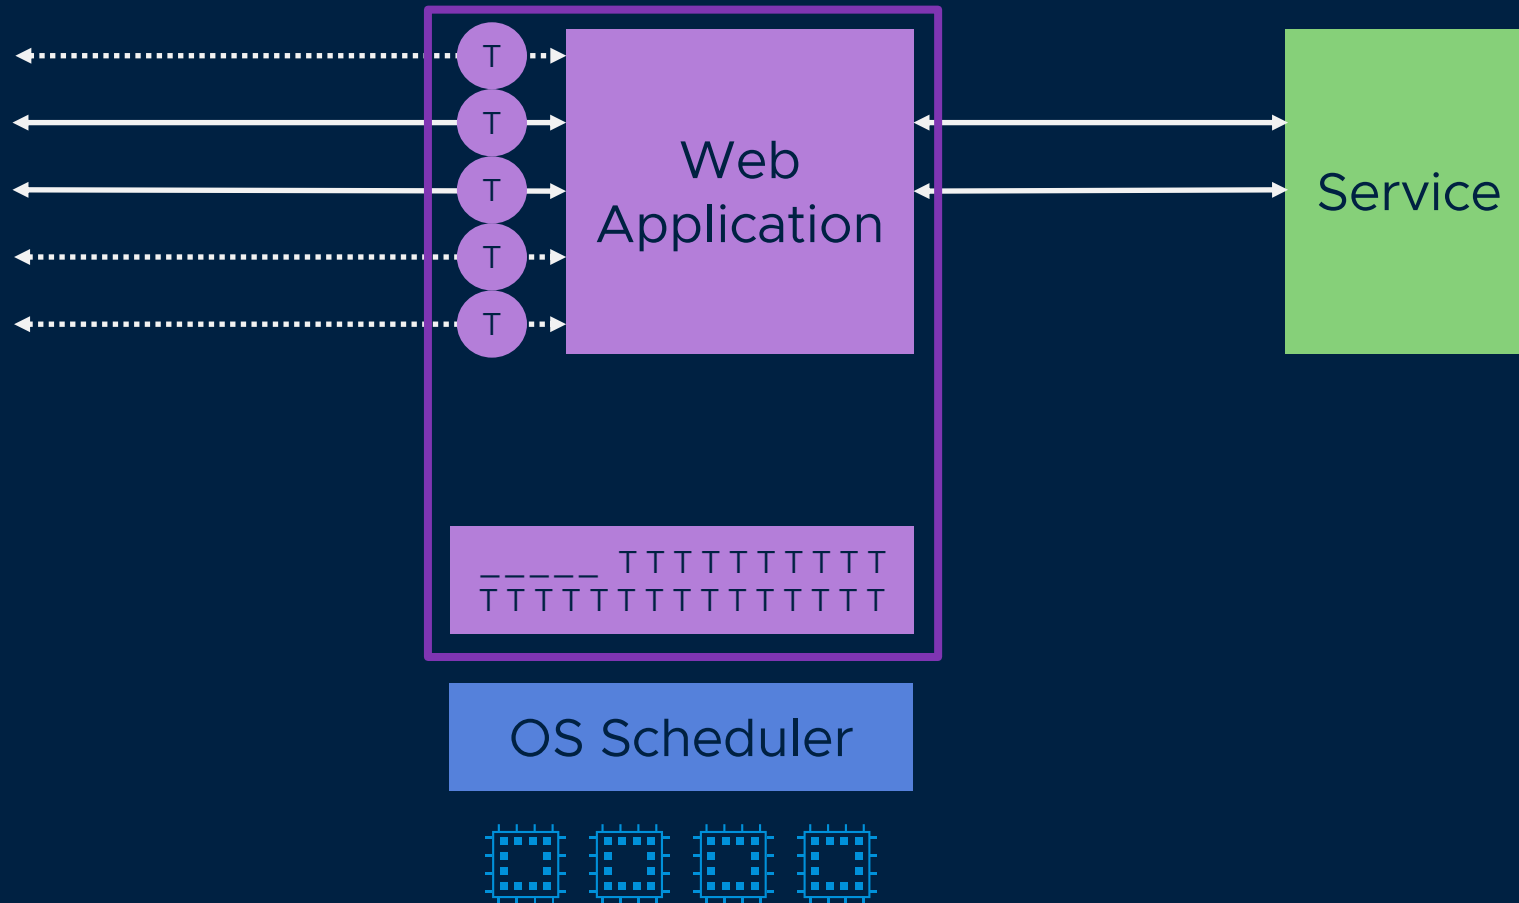 T
T
T
T
T
Web
Application
Service
_ _ _ _ _ T T T T T T T T T T
T T T T T T T T T T T T T T T
OS Scheduler